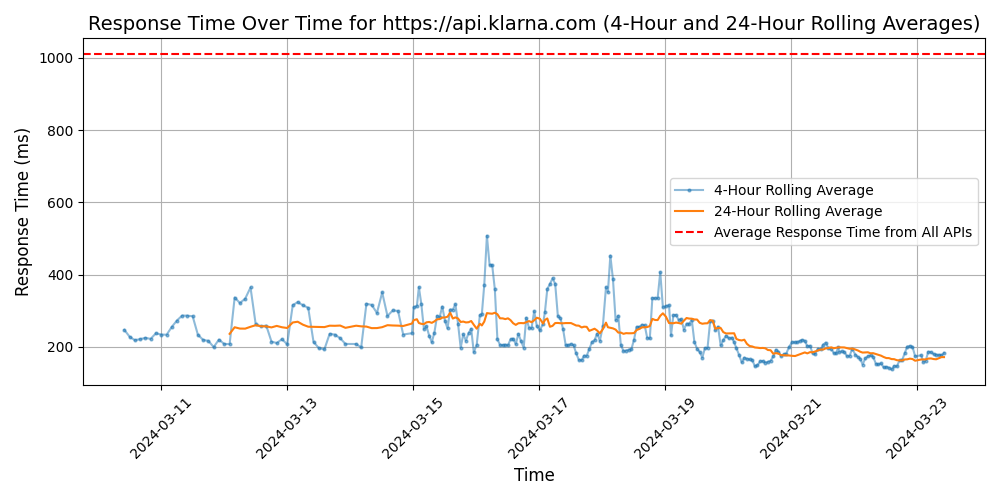 Response Time Over Time for https://api.klarna.com (4-Hour and 24-Hour Rolling Averages)
Response Time (ms)
1000
800
600
400
200
4-Hour Rolling Average
24-Hour Rolling Average
Average Response Time from All APIs
2024-03-11
2024-03-13
2024-03-15
2024-03-17
2024-03-19
2024-03-21
2024-03-23
Time